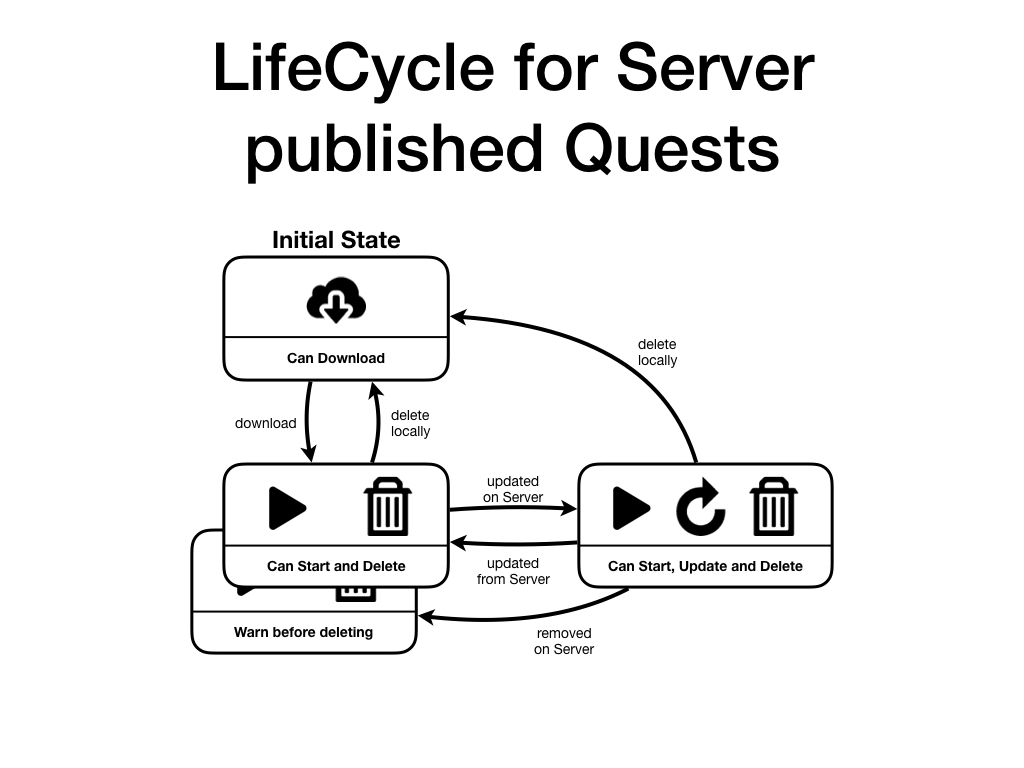 LifeCycle for Server
published Quests
Initial State
Can Download
delete
locally
download
delete
locally
updated
on Server
Can Start and Delete
Can Start, Update and Delete
updated
from Server
Warn before deleting
removed
on Server